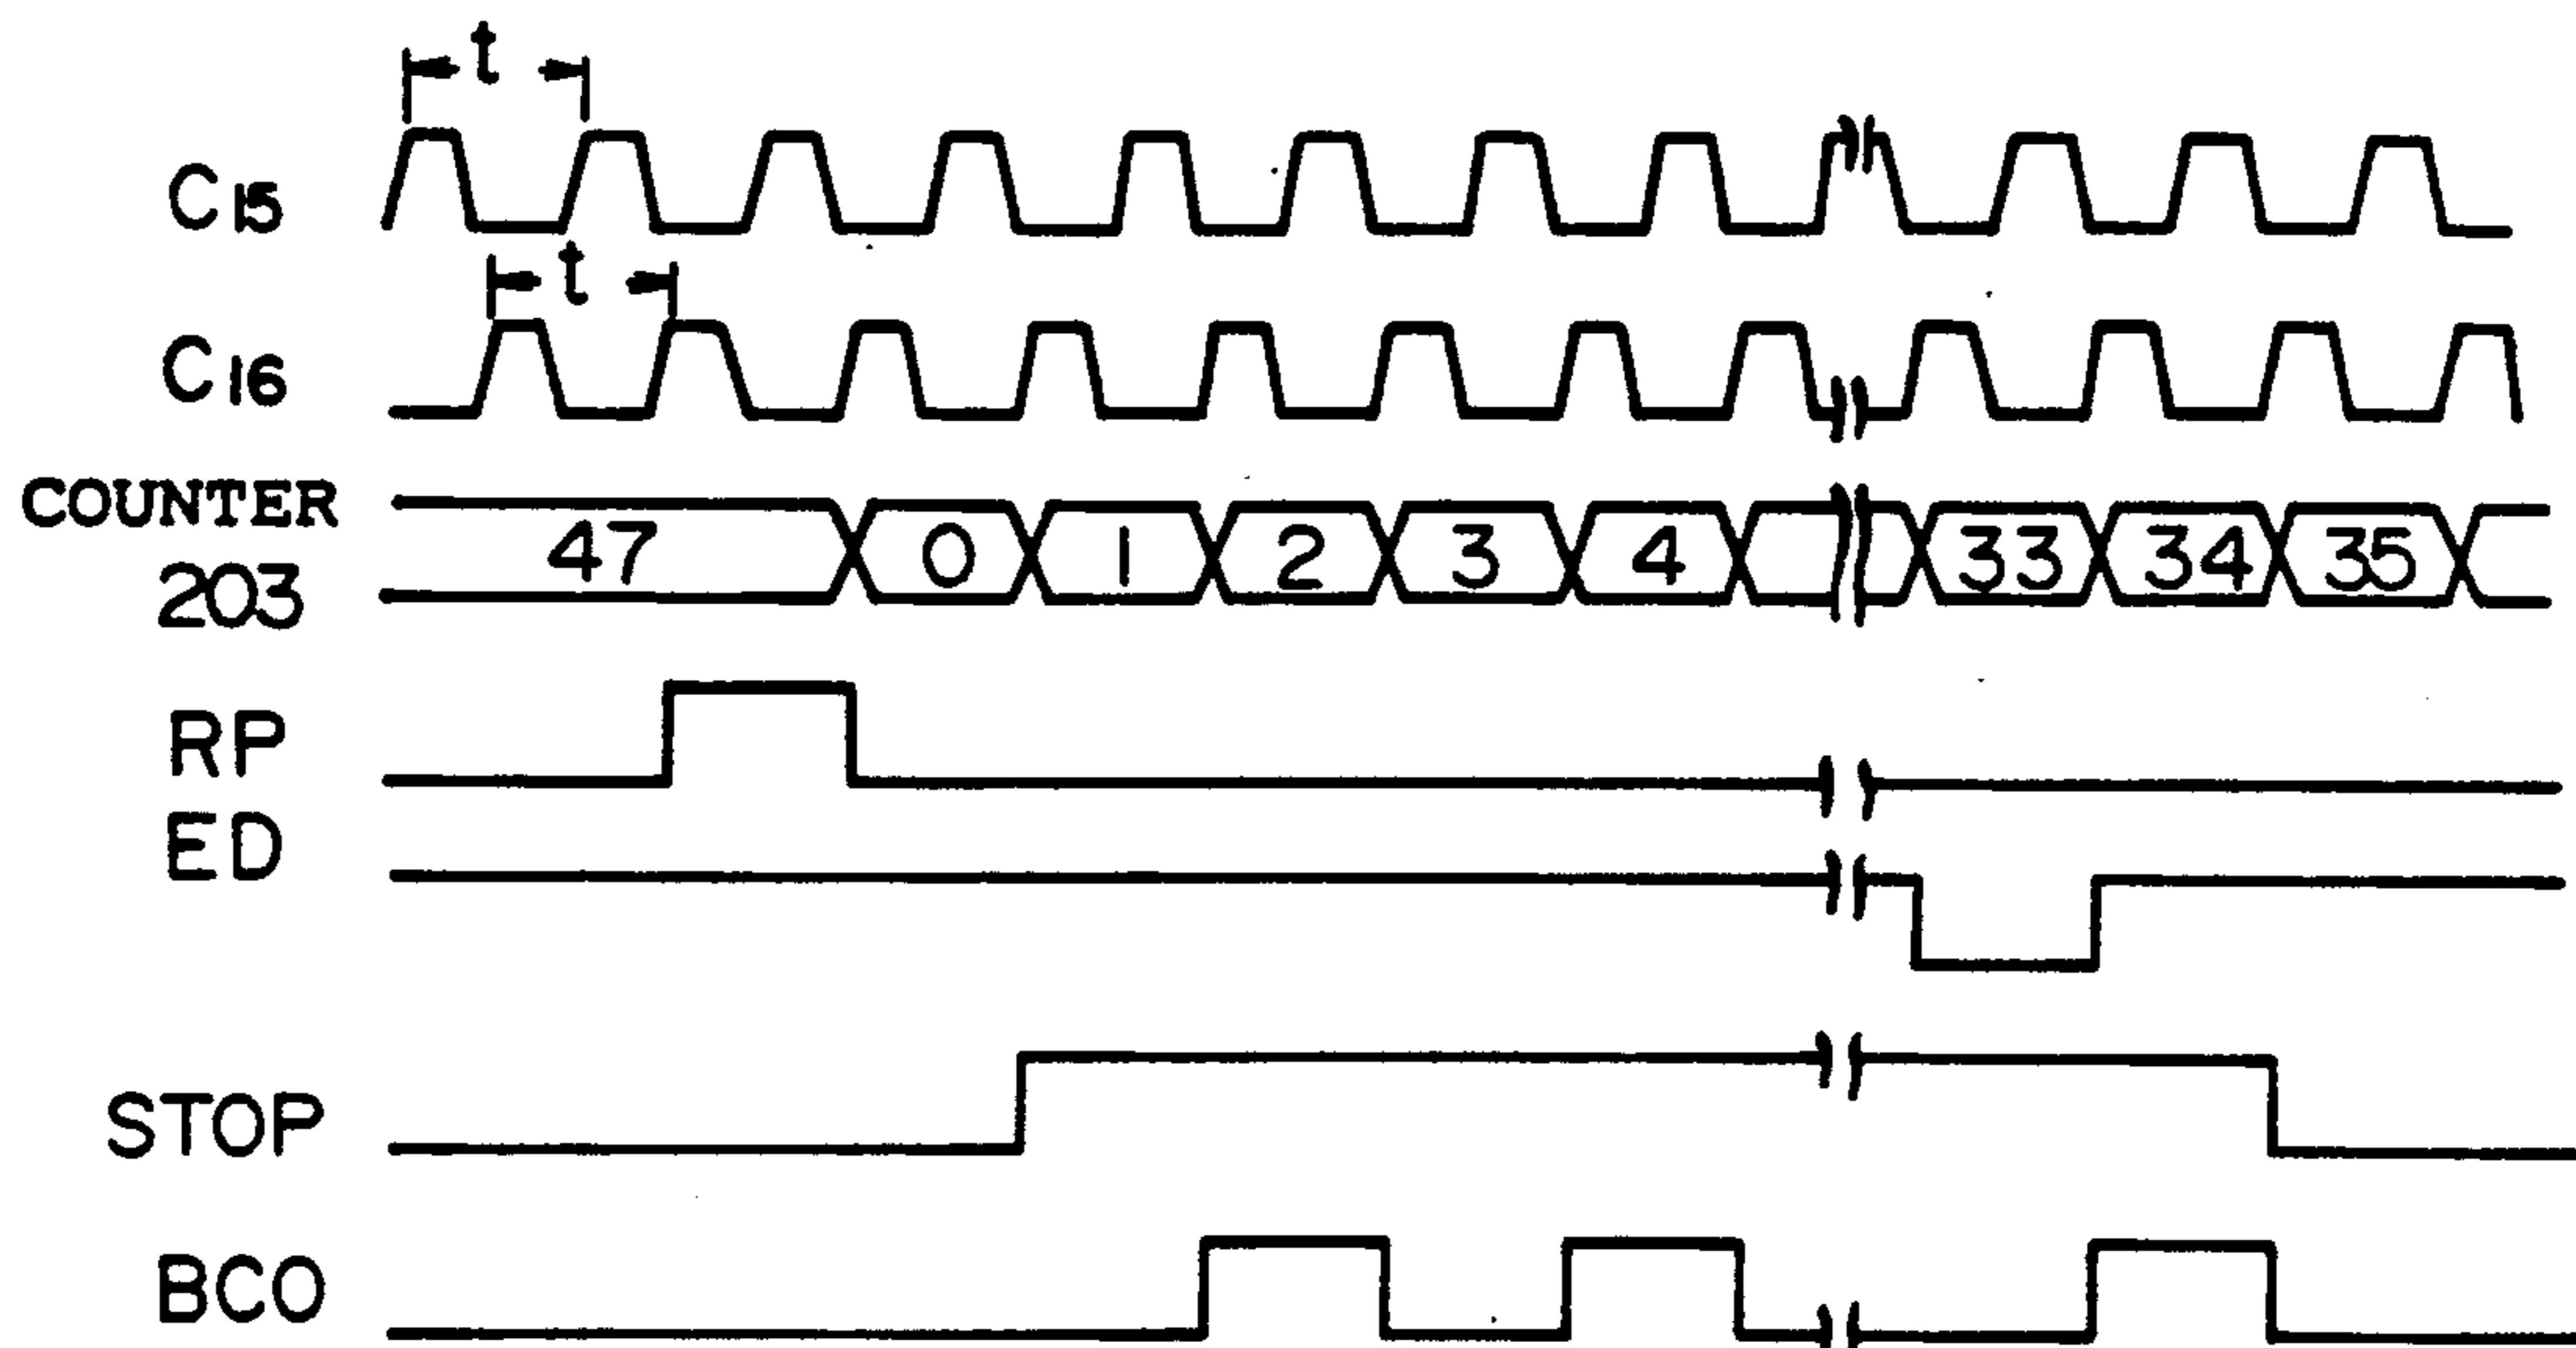 t
C15
t
C16
COUNTER 203
47 0 1 2 3 4 33 34 35
RP
ED
STOP
BCO